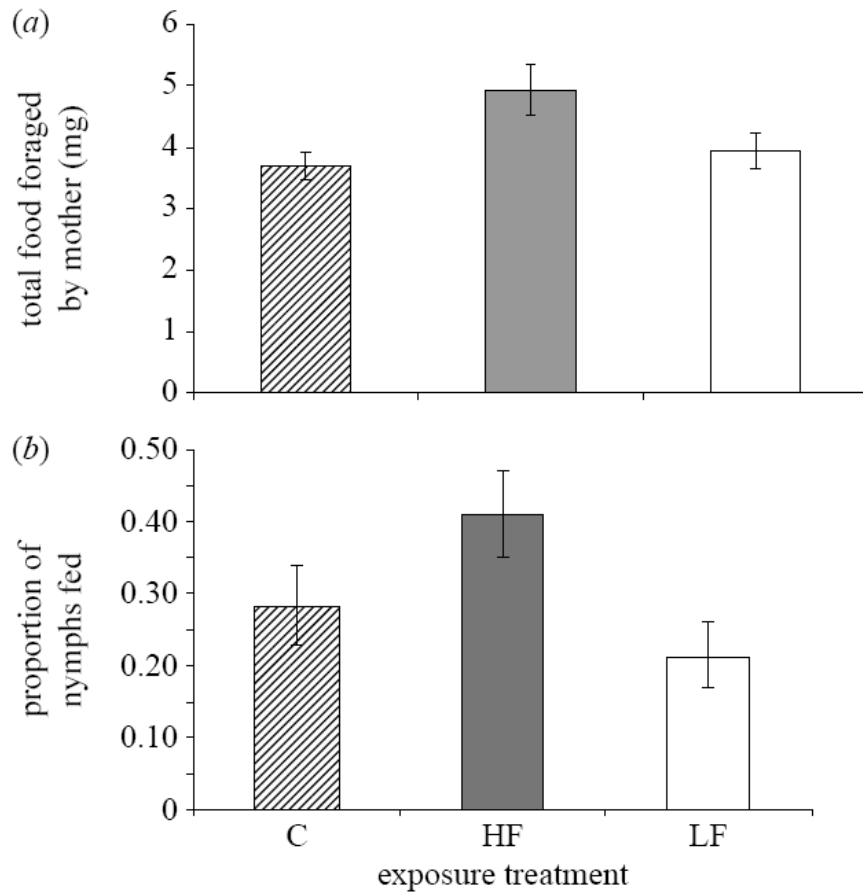 (a)
total food foraged
by mother (mg)
6
5
4
3
2
1
0
(b)
proportion of
nymphs fed
0.50
0.40
0.30
0.20
0.10
0
C HF LF
exposure treatment